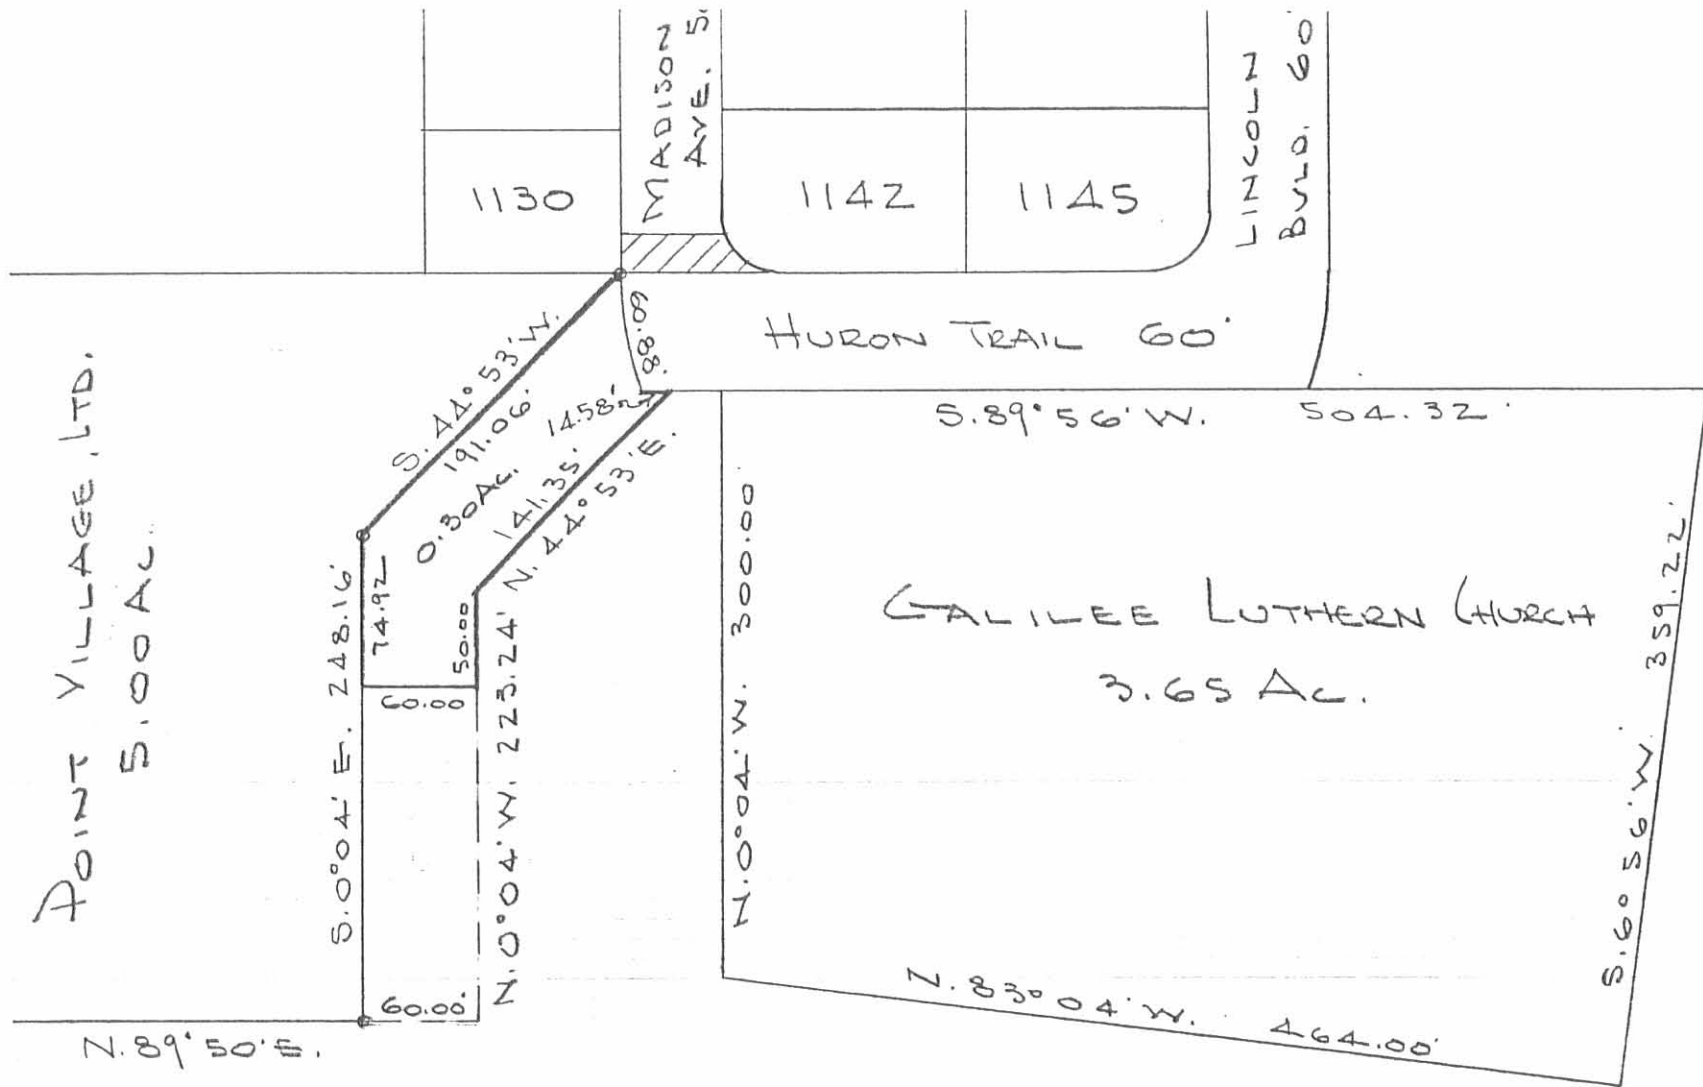 MADISON
AVE. 5
LINCOLN
BVLD. 60'
1130
1142
1145
HURON TRAIL 60'
S. 44° 53' W.
191.06'
14.58'
0.30 Ac.
141.35'
N. 44° 53' E.
S. 89° 56' W. 504.32'
POINT VILLAGE, LTD.
5.00 AC.
S. 0° 04' E. 248.16'
74.92
50.00
60.00
N. 0° 04' W. 223.24'
N. 0° 04' W. 300.00
GALILEE LUTHERN CHURCH
3.65 Ac.
S. 6° 56' W. 359.22'
N. 83° 04' W. 464.00'
60.00'
N. 89° 50' E.